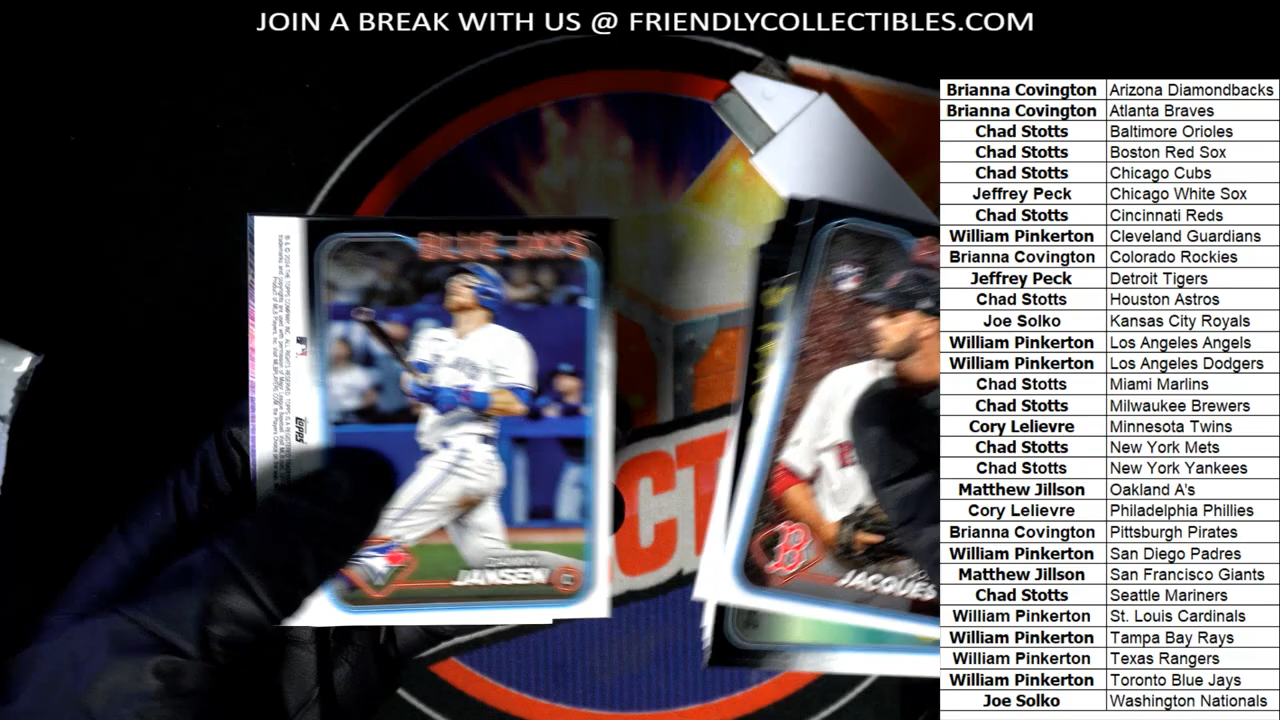 JOIN A BREAK WITH US @ FRIENDLYCOLLECTIBLES.COM
Brianna Covington Arizona Diamondbacks
Brianna Covington Atlanta Braves
Chad Stotts Baltimore Orioles
Chad Stotts Boston Red Sox
Chad Stotts Chicago Cubs
Jeffrey Peck Chicago White Sox
Chad Stotts Cincinnati Reds
William Pinkerton Cleveland Guardians
Brianna Covington Colorado Rockies
Jeffrey Peck Detroit Tigers
Chad Stotts Houston Astros
Joe Solko Kansas City Royals
William Pinkerton Los Angeles Angels
William Pinkerton Los Angeles Dodgers
Chad Stotts Miami Marlins
Chad Stotts Milwaukee Brewers
Cory Lelievre Minnesota Twins
Chad Stotts New York Mets
Chad Stotts New York Yankees
Matthew Jillson Oakland A's
Cory Lelievre Philadelphia Phillies
Brianna Covington Pittsburgh Pirates
William Pinkerton San Diego Padres
Matthew Jillson San Francisco Giants
Chad Stotts Seattle Mariners
William Pinkerton St. Louis Cardinals
William Pinkerton Tampa Bay Rays
William Pinkerton Texas Rangers
William Pinkerton Toronto Blue Jays
Joe Solko Washington Nationals
BLUE JAYS
JANSEN
C
TOPPS
B
JACQUES
CT